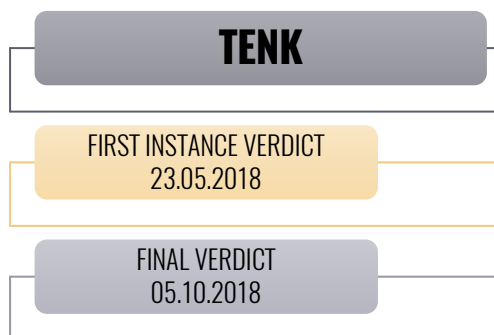 TENK
FIRST INSTANCE VERDICT
23.05.2018
FINAL VERDICT
05.10.2018